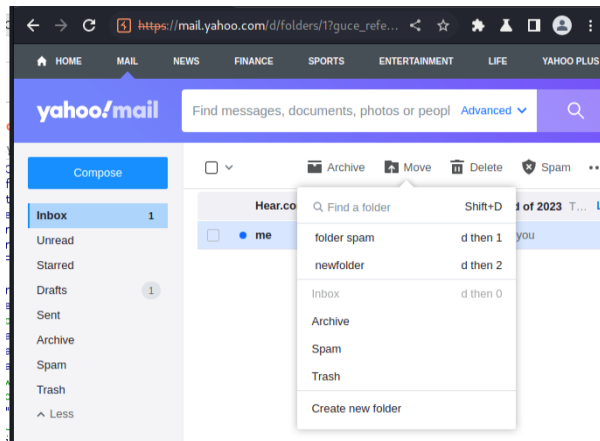 https://mail.yahoo.com/d/folders/1?guce_refe...
HOME MAIL NEWS FINANCE SPORTS ENTERTAINMENT LIFE YAHOO PLUS
yahoo!mail Find messages, documents, photos or peopl Advanced
Compose Archive Move Delete Spam
Hear.co Find a folder Shift+D d of 2023 T...
Inbox 1
me folder spam d then 1 you
Unread
newfolder d then 2
Starred
Drafts 1 Inbox d then 0
Sent Archive
Archive Spam
Spam Trash
Trash
Less Create new folder